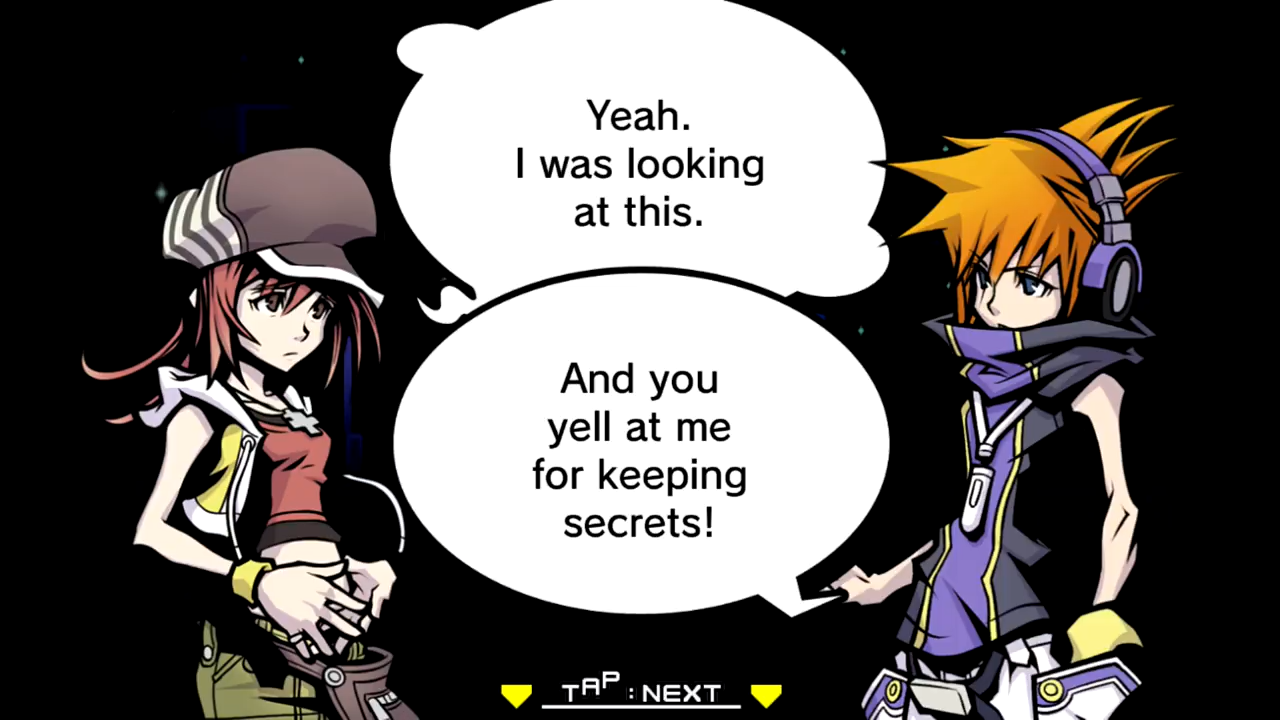 Yeah.
I was looking
at this.
And you
yell at me
for keeping
secrets!
TAP : NEXT